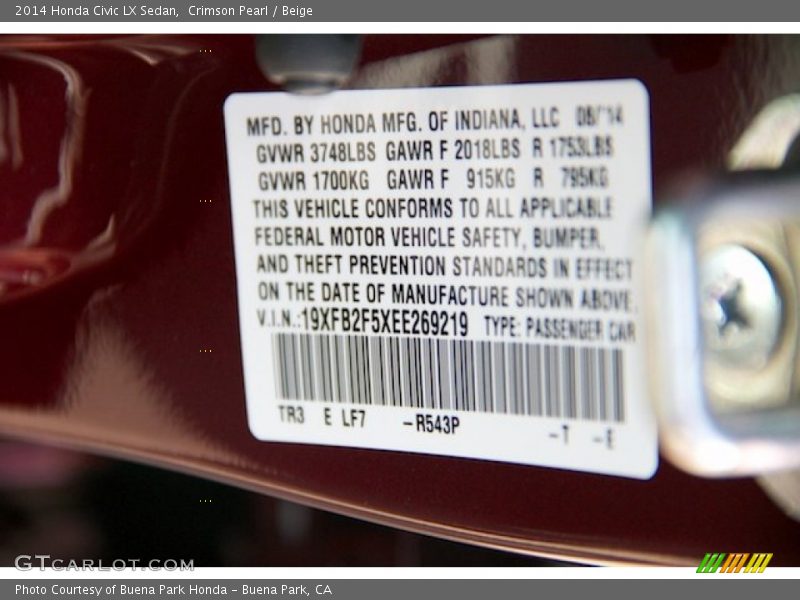 2014 Honda Civic LX Sedan,  Crimson Pearl / Beige
MFD. BY HONDA MFG. OF INDIANA, LLC 08/'14
GVWR 3748LBS GAWR F 2018LBS R 1753LBS
GVWR 1700KG GAWR F 915KG R 795KG
THIS VEHICLE CONFORMS TO ALL APPLICABLE
FEDERAL MOTOR VEHICLE SAFETY, BUMPER,
AND THEFT PREVENTION STANDARDS IN EFFECT
ON THE DATE OF MANUFACTURE SHOWN ABOVE.
V.I.N.:19XFB2F5XEE269219 TYPE: PASSENGER CAR
TR3 E LF7 -R543P
-T -E
GTCARLOT.COM
Photo Courtesy of Buena Park Honda - Buena Park, CA